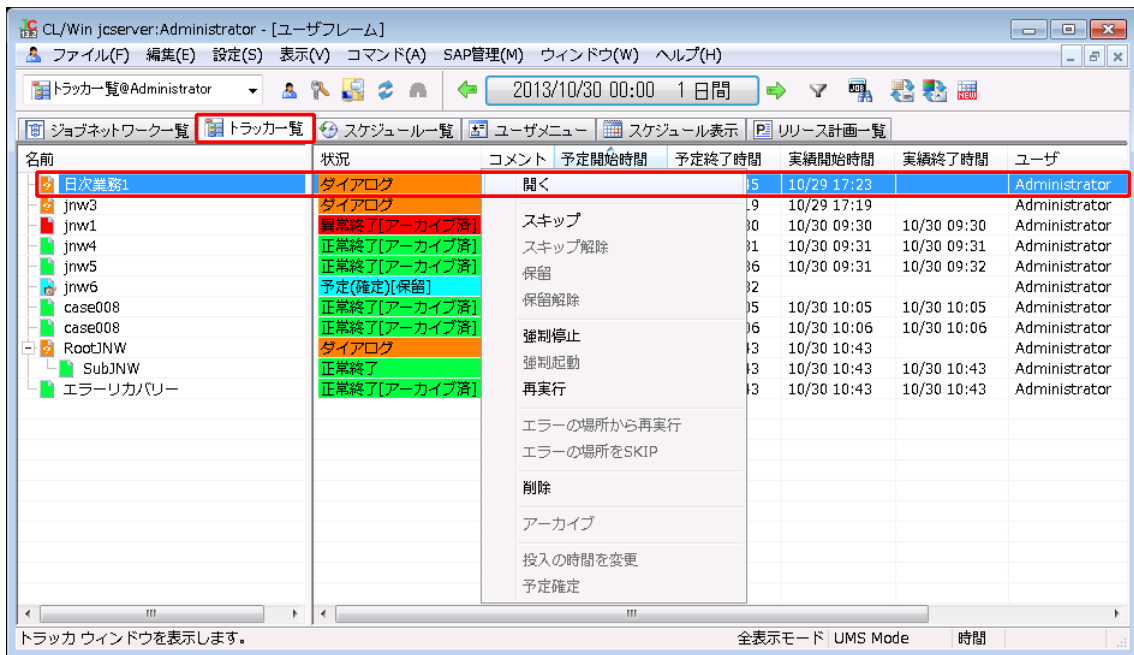 CL/Win jcserver:Administrator - [ユーザフレーム]
ファイル(F) 編集(E) 設定(S) 表示(V) コマンド(A) SAP管理(M) ウィンドウ(W) ヘルプ(H)
トラッカ一覧@Administrator 2013/10/30 00:00 1 日間
ジョブネットワーク一覧 トラッカ一覧 スケジュール一覧 ユーザメニュー スケジュール表示 リリース計画一覧
名前 状況 コメント 予定開始時間 予定終了時間 実績開始時間 実績終了時間 ユーザ
日次業務1 ダイアログ 開く 45 10/29 17:23 Administrator
jnw3 ダイアログ 19 10/29 17:19 Administrator
jnw1 異常終了[アーカイブ済] スキップ 30 10/30 09:30 10/30 09:30 Administrator
jnw4 正常終了[アーカイブ済] スキップ解除 31 10/30 09:31 10/30 09:31 Administrator
jnw5 正常終了[アーカイブ済] 保留 36 10/30 09:31 10/30 09:32 Administrator
jnw6 予定(確定)[保留] 保留解除 32 Administrator
case008 正常終了[アーカイブ済] 05 10/30 10:05 10/30 10:05 Administrator
case008 正常終了[アーカイブ済] 強制停止 06 10/30 10:06 10/30 10:06 Administrator
RootJNW ダイアログ 強制起動 43 10/30 10:43 Administrator
SubJNW 正常終了 43 10/30 10:43 10/30 10:43 Administrator
エラーリカバリー 正常終了[アーカイブ済] 再実行 43 10/30 10:43 10/30 10:43 Administrator
エラーの場所から再実行
エラーの場所をSKIP
削除
アーカイブ
投入の時間を変更
予定確定
トラッカ ウィンドウを表示します。 全表示モード UMS Mode 時間